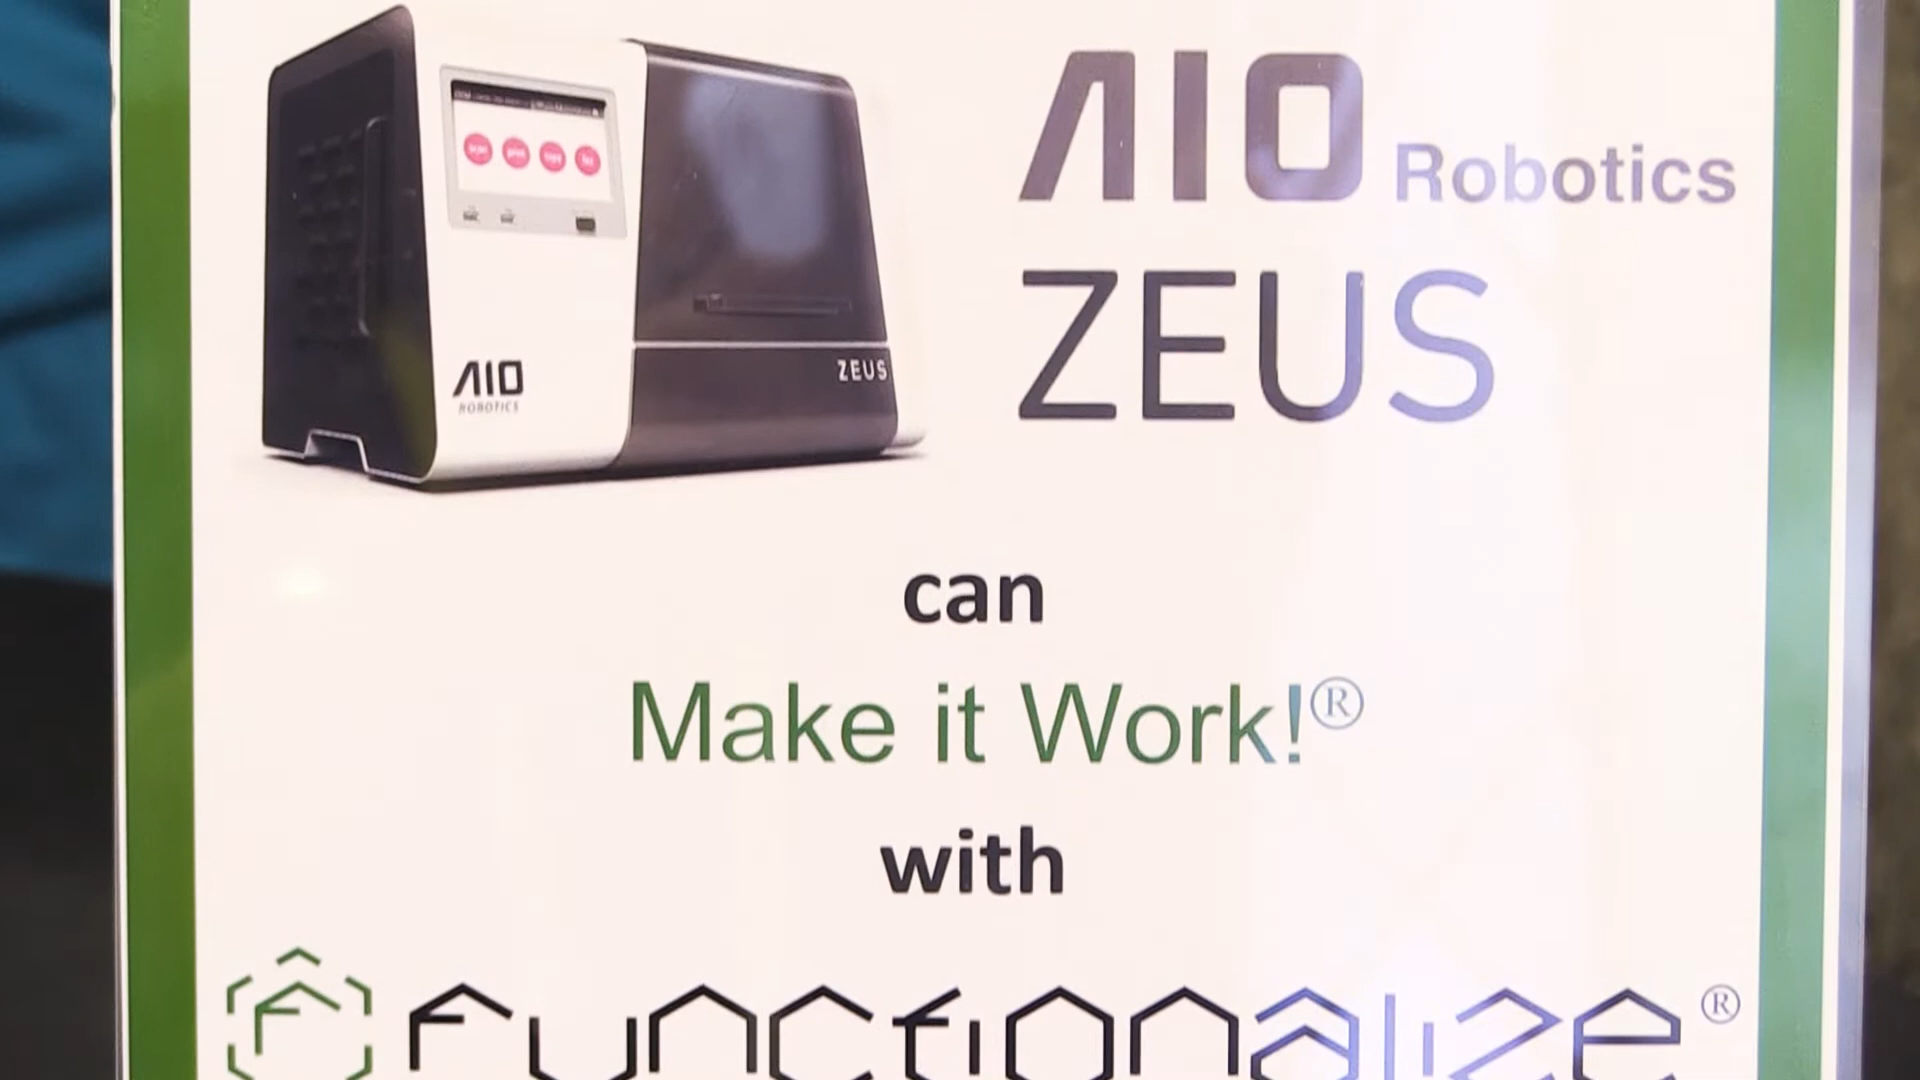 AIO Robotics
ZEUS
AIO
ROBOTICS
ZEUS
can
Make it Work!®
with
functionalize®